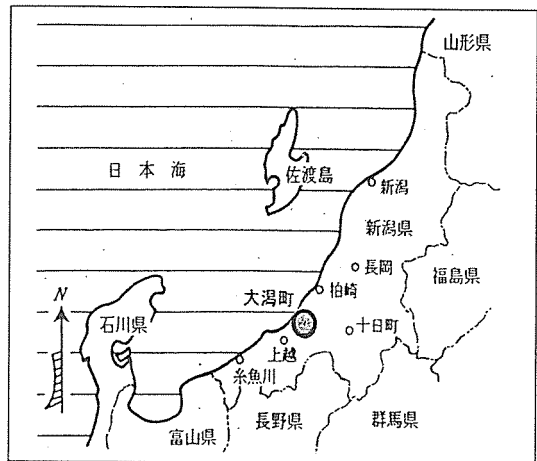 山形県
日本海
佐渡島
新潟
新潟県
長岡
福島県
大潟町
柏崎
N
石川県
十日町
上越
糸魚川
富山県
長野県
群馬県